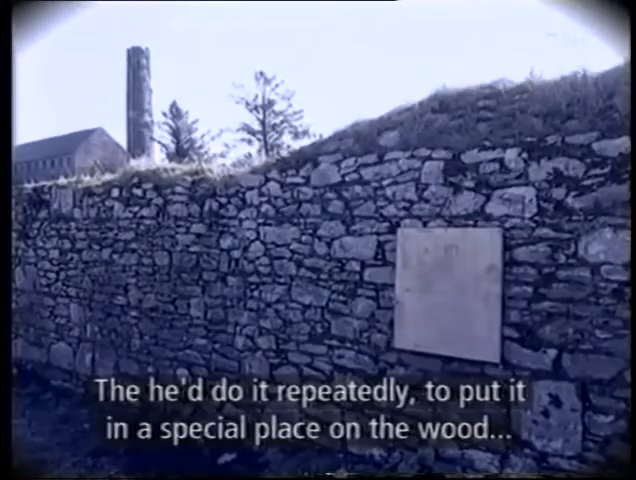 The he'd do it repeatedly, to put it
in a special place on the wood...